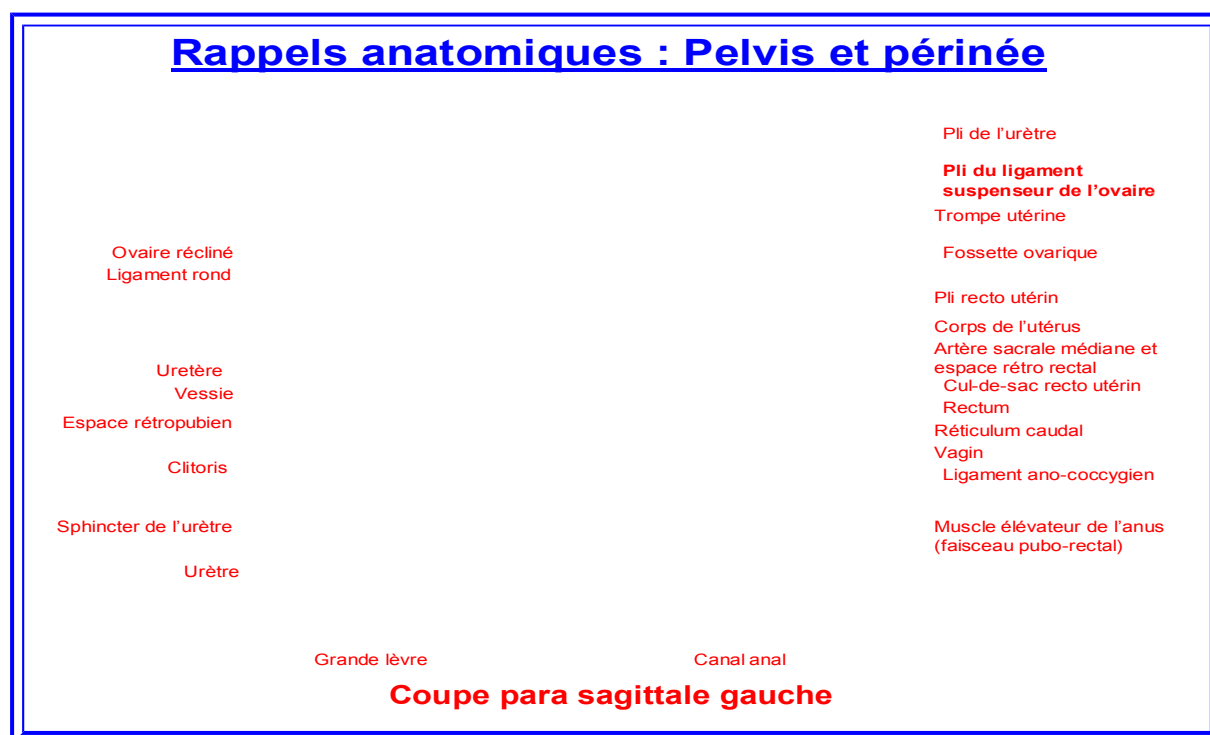 Rappels anatomiques : Pelvis et périnée
Pli de l'urètre
Pli du ligament
suspenseur de l'ovaire
Trompe utérine
Ovaire récliné
Fossette ovarique
Ligament rond
Pli recto utérin
Corps de l'utérus
Artère sacrale médiane et
espace rétro rectal
Uretère
Cul-de-sac recto utérin
Vessie
Rectum
Espace rétropubien
Réticulum caudal
Vagin
Clitoris
Ligament ano-coccygien
Sphincter de l'urètre
Muscle élévateur de l'anus
(faisceau pubo-rectal)
Urètre
Grande lèvre
Canal anal
Coupe para sagittale gauche